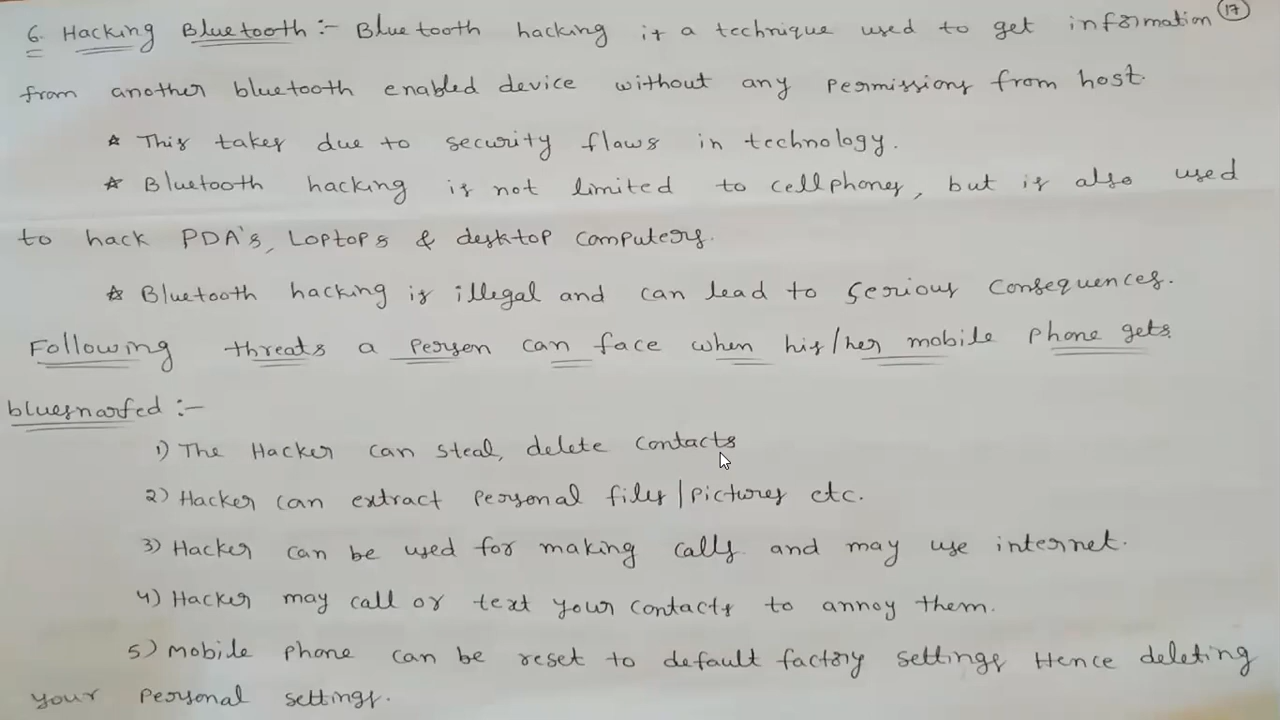 17
6. Hacking Bluetooth :- Bluetooth hacking is a technique used to get information
from another bluetooth enabled device without any permissions from host.
☆ This takes due to security flaws in technology.
☆ Bluetooth hacking is not limited to cellphones, but is also used
to hack PDA's, Loptops & desktop computers.
☆ Bluetooth hacking is illegal and can lead to serious consequences.
Following threats a person can face when his/her mobile phone gets
bluesnarfed :-
1) The Hacker can steal, delete contacts
2) Hacker can extract personal files/pictures etc.
3) Hacker can be used for making calls and may use internet.
4) Hacker may call or text your contacts to annoy them.
5) mobile phone can be reset to default factory settings Hence deleting
your personal settings.